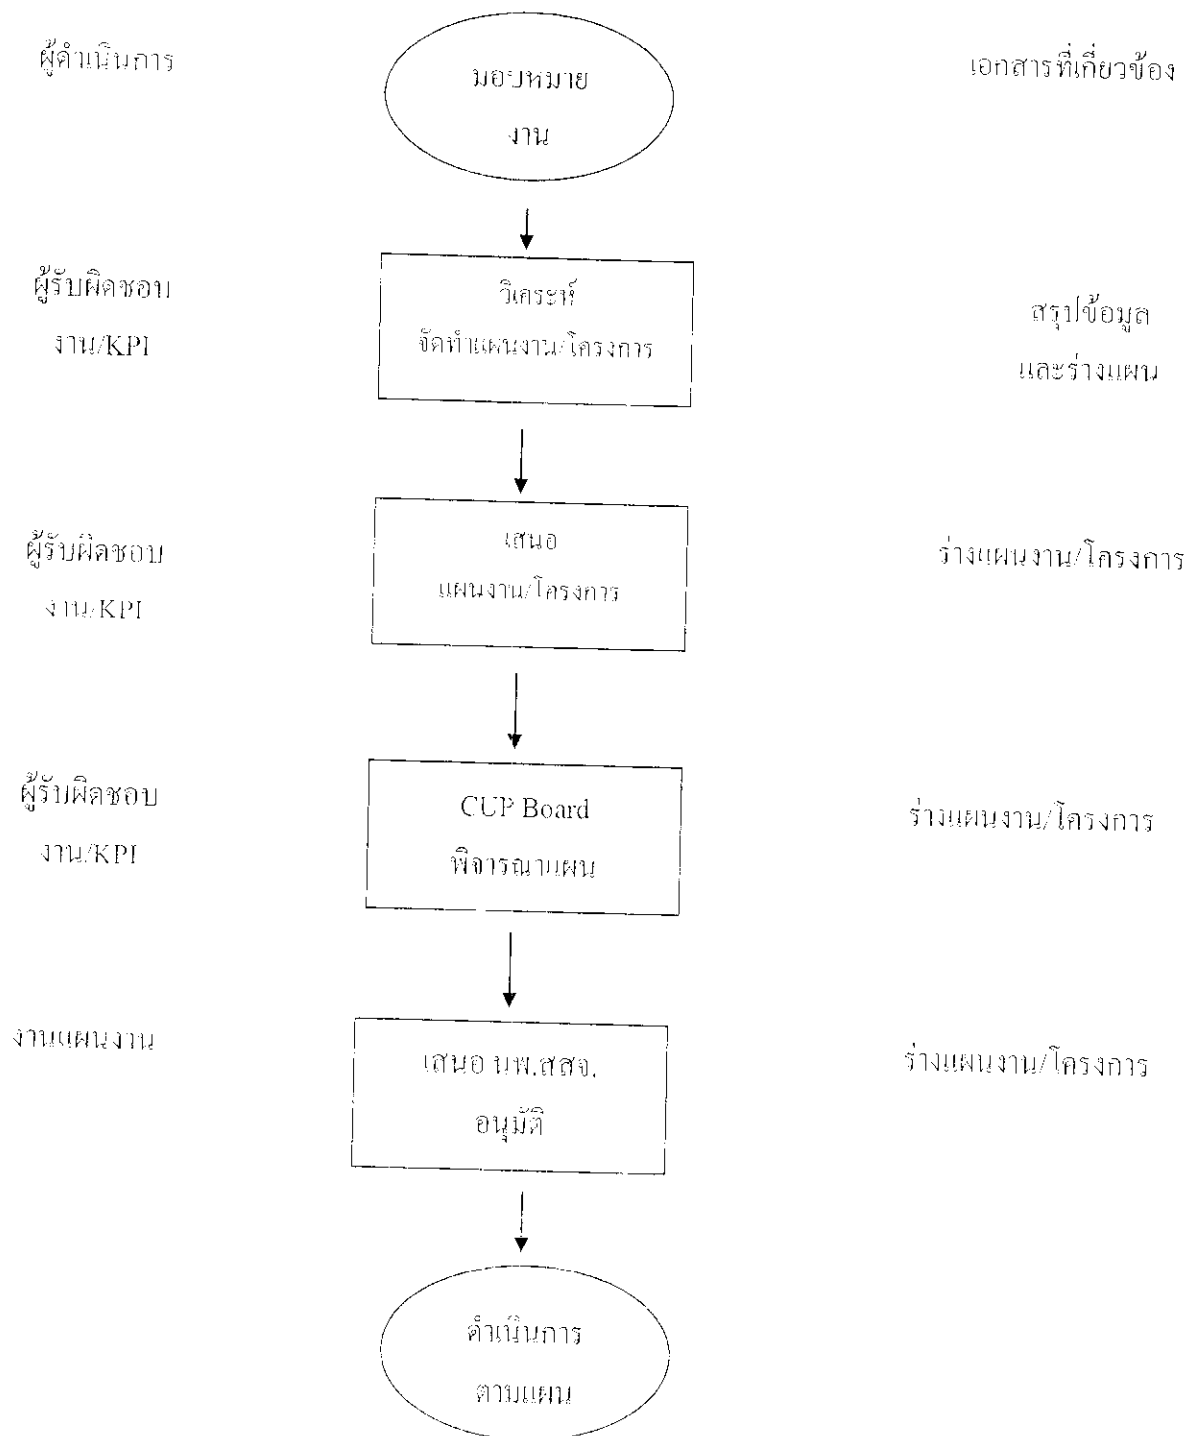 ผู้ดำเนินการ
มอบหมาย
งาน
เอกสารที่เกี่ยวข้อง
ผู้รับผิดชอบ
งาน/KPI
วิเคราะห์
จัดทำแผนงาน/โครงการ
สรุปข้อมูล
และร่างแผน
ผู้รับผิดชอบ
งาน/KPI
เสนอ
แผนงาน/โครงการ
ร่างแผนงาน/โครงการ
ผู้รับผิดชอบ
งาน/KPI
CUP Board
พิจารณาแผน
ร่างแผนงาน/โครงการ
งานแผนงาน
เสนอ นพ.สสจ.
อนุมัติ
ร่างแผนงาน/โครงการ
ดำเนินการ
ตามแผน